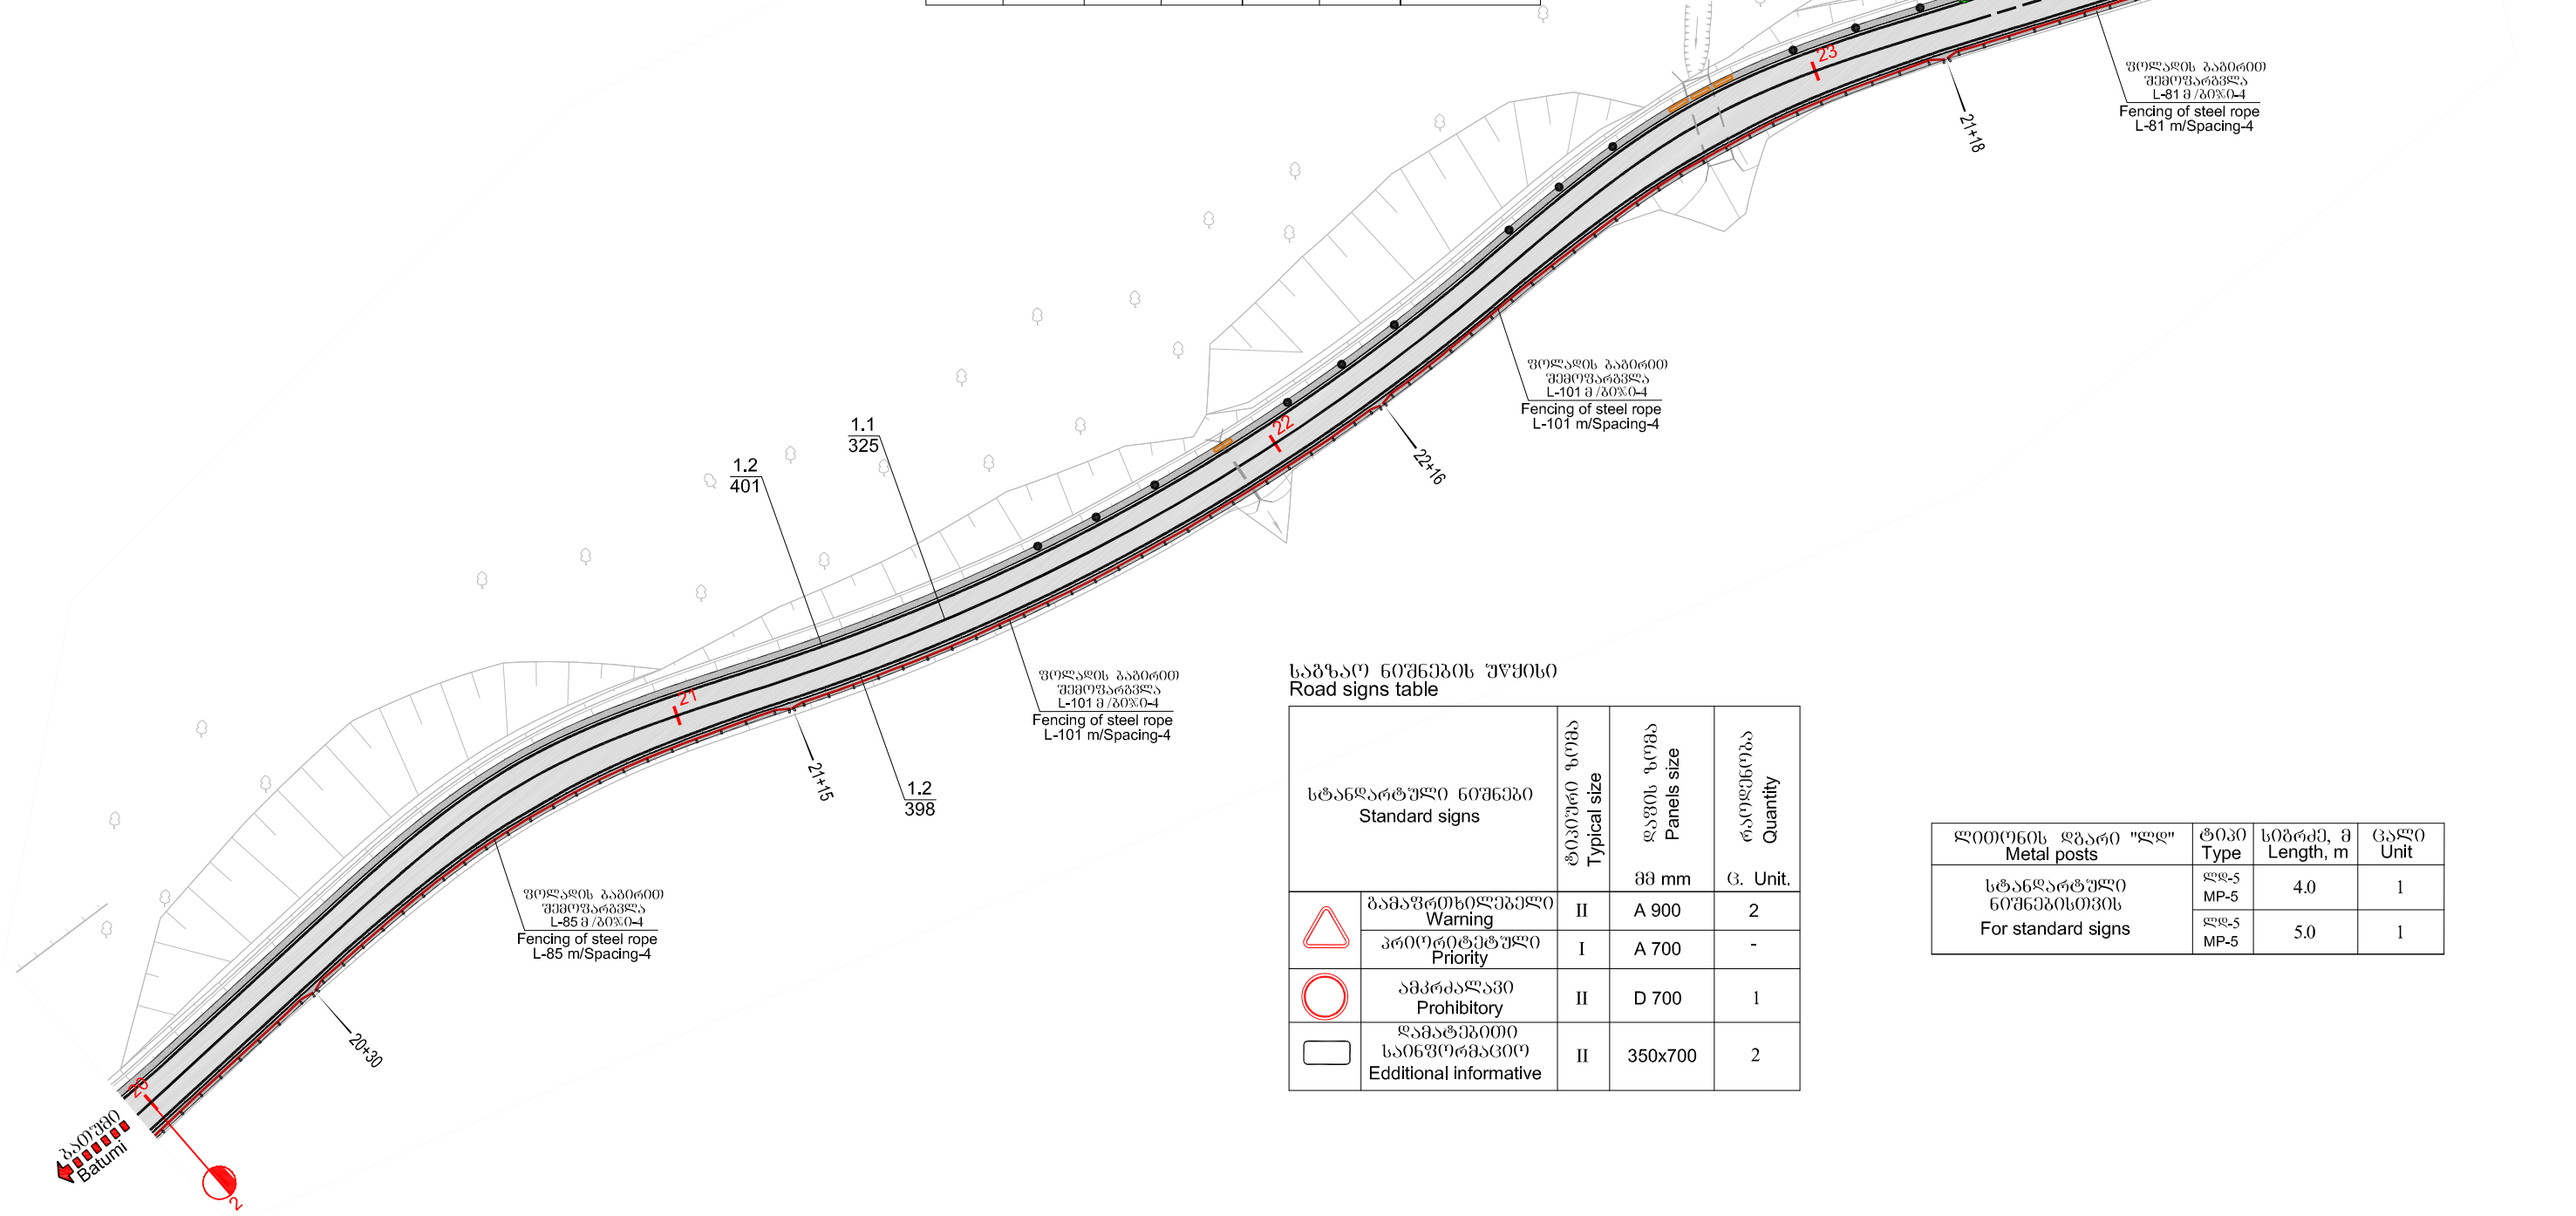 23
ფოლადის ბაგირით
შემოფარგვლა
L-81 მ /ბიჯი-4
Fencing of steel rope
L-81 m/Spacing-4
21+18
ფოლადის ბაგირით
შემოფარგვლა
L-101 მ /ბიჯი-4
Fencing of steel rope
L-101 m/Spacing-4
22
22+16
1.1
325
1.2
401
21
ფოლადის ბაგირით
შემოფარგვლა
L-101 მ /ბიჯი-4
Fencing of steel rope
L-101 m/Spacing-4
21+15
1.2
398
ფოლადის ბაგირით
შემოფარგვლა
L-85 მ /ბიჯი-4
Fencing of steel rope
L-85 m/Spacing-4
20+30
20
ბათუმი
Batumi
2
საგზაო ნიშნების უწყისი
Road signs table
სტანდარტული ნიშნები
Standard signs
ტიპიური ზომა
Typical size
დაფის ზომა
Panels size
მმ mm
რაოდენობა
Quantity
ც. Unit.
გამაფრთხილებელი
Warning
II
A 900
2
პრიორიტეტული
Priority
I
A 700
-
ამკრძალავი
Prohibitory
II
D 700
1
დამატებითი
საინფორმაციო
Edditional informative
II
350x700
2
ლითონის დგარი "ლდ"
Metal posts
ტიპი
Type
სიგრძე, მ
Length, m
ცალი
Unit
სტანდარტული
ნიშნებისთვის
For standard signs
ლდ-5
MP-5
4.0
1
ლდ-5
MP-5
5.0
1